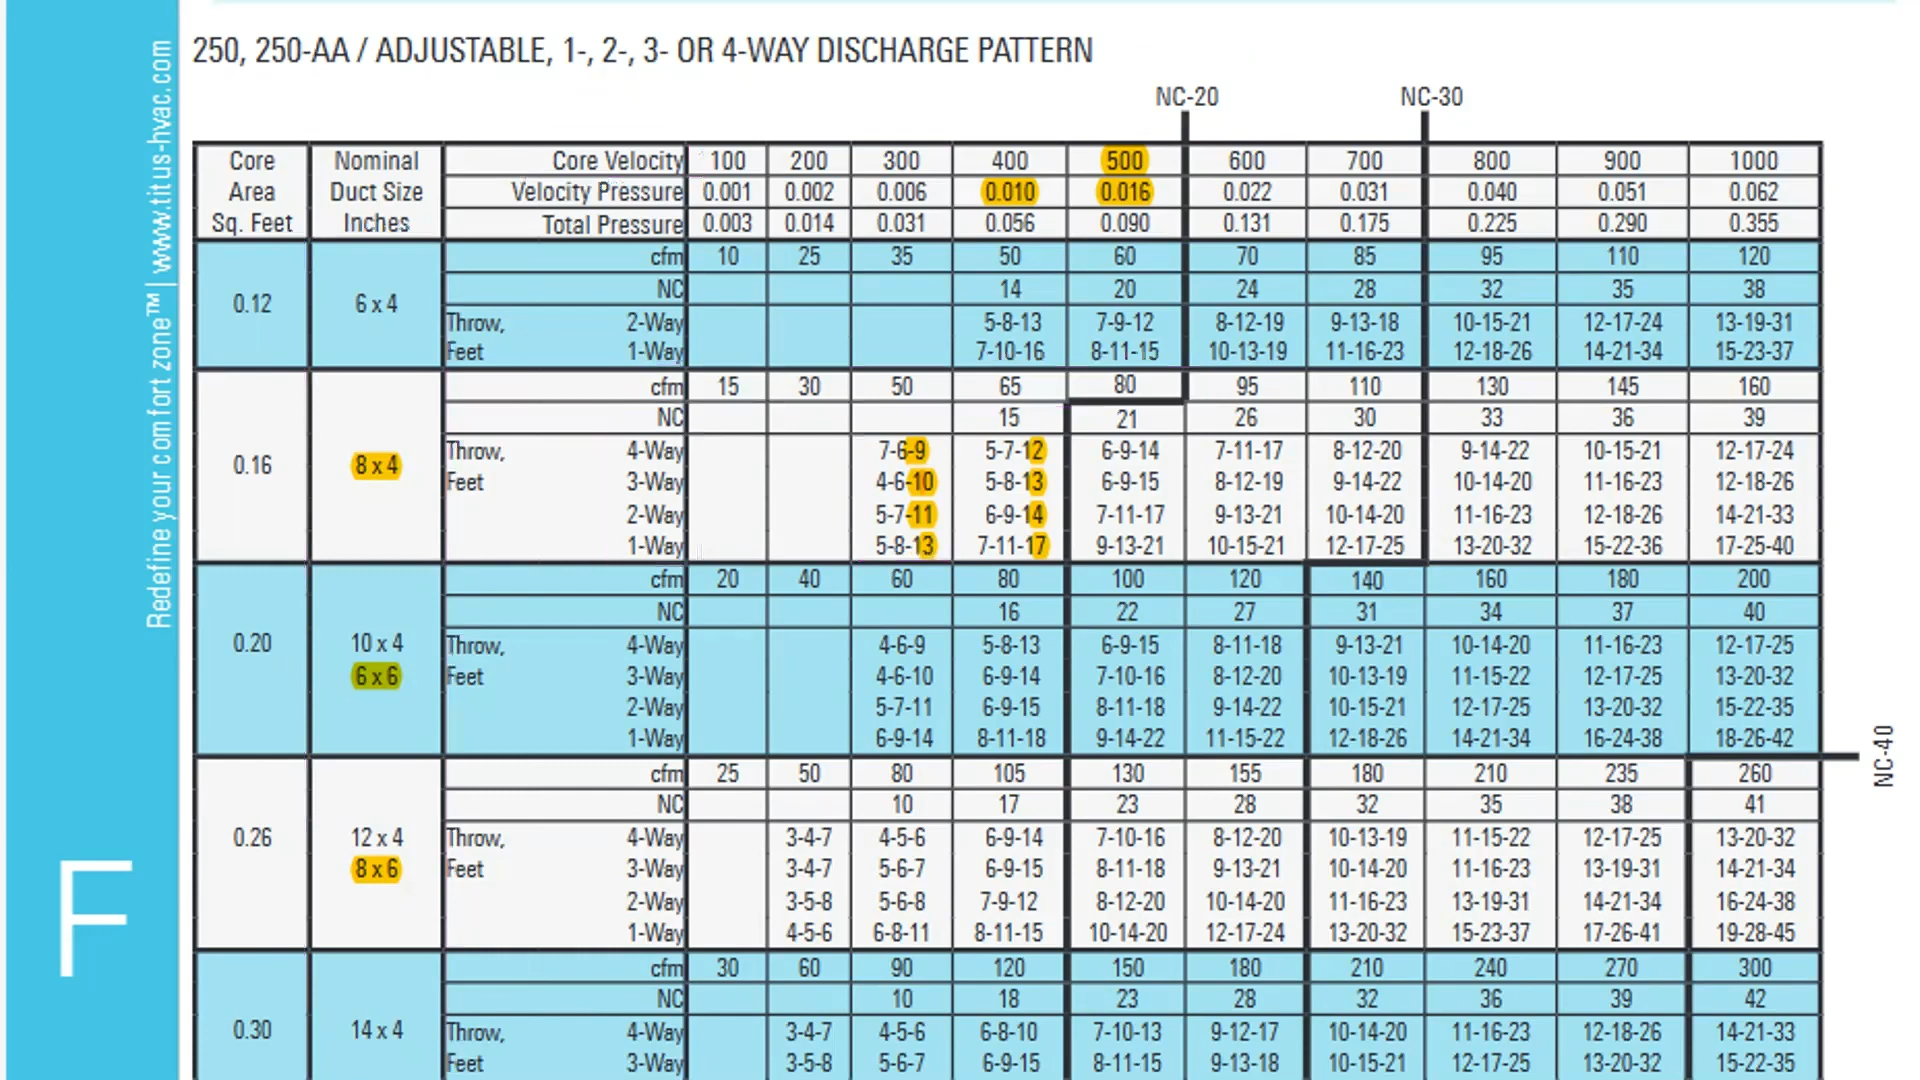 250, 250-AA / ADJUSTABLE, 1-, 2-, 3- OR 4-WAY DISCHARGE PATTERN
NC-20 NC-30
Core Area Sq. Feet Nominal Duct Size Inches
Core Velocity 100 200 300 400 500 600 700 800 900 1000
Velocity Pressure 0.001 0.002 0.006 0.010 0.016 0.022 0.031 0.040 0.051 0.062
Total Pressure 0.003 0.014 0.031 0.056 0.090 0.131 0.175 0.225 0.290 0.355
0.12 6 x 4
cfm 10 25 35 50 60 70 85 95 110 120
NC 14 20 24 28 32 35 38
Throw, 2-Way 5-8-13 7-9-12 8-12-19 9-13-18 10-15-21 12-17-24 13-19-31
Feet 1-Way 7-10-16 8-11-15 10-13-19 11-16-23 12-18-26 14-21-34 15-23-37
0.16 8 x 4
cfm 15 30 50 65 80 95 110 130 145 160
NC 15 21 26 30 33 36 39
Throw, 4-Way 7-6-9 5-7-12 6-9-14 7-11-17 8-12-20 9-14-22 10-15-21 12-17-24
Feet 3-Way 4-6-10 5-8-13 6-9-15 8-12-19 9-14-22 10-14-20 11-16-23 12-18-26
2-Way 5-7-11 6-9-14 7-11-17 9-13-21 10-14-20 11-16-23 12-18-26 14-21-33
1-Way 5-8-13 7-11-17 9-13-21 10-15-21 12-17-25 13-20-32 15-22-36 17-25-40
0.20 10 x 4 6 x 6
cfm 20 40 60 80 100 120 140 160 180 200
NC 16 22 27 31 34 37 40
Throw, 4-Way 4-6-9 5-8-13 6-9-15 8-11-18 9-13-21 10-14-20 11-16-23 12-17-25
Feet 3-Way 4-6-10 6-9-14 7-10-16 8-12-20 10-13-19 11-15-22 12-17-25 13-20-32
2-Way 5-7-11 6-9-15 8-11-18 9-14-22 10-15-21 12-17-25 13-20-32 15-22-35
1-Way 6-9-14 8-11-18 9-14-22 11-15-22 12-18-26 14-21-34 16-24-38 18-26-42
NC-40
0.26 12 x 4 8 x 6
cfm 25 50 80 105 130 155 180 210 235 260
NC 10 17 23 28 32 35 38 41
Throw, 4-Way 3-4-7 4-5-6 6-9-14 7-10-16 8-12-20 10-13-19 11-15-22 12-17-25 13-20-32
Feet 3-Way 3-4-7 5-6-7 6-9-15 8-11-18 9-13-21 10-14-20 11-16-23 13-19-31 14-21-34
2-Way 3-5-8 5-6-8 7-9-12 8-12-20 10-14-20 11-16-23 13-19-31 14-21-34 16-24-38
1-Way 4-5-6 6-8-11 8-11-15 10-14-20 12-17-24 13-20-32 15-23-37 17-26-41 19-28-45
0.30 14 x 4
cfm 30 60 90 120 150 180 210 240 270 300
NC 10 18 23 28 32 36 39 42
Throw, 4-Way 3-4-7 4-5-6 6-8-10 7-10-13 9-12-17 10-14-20 11-16-23 12-18-26 14-21-33
Feet 3-Way 3-5-8 5-6-7 6-9-15 8-11-15 9-13-18 10-15-21 12-17-25 13-20-32 15-22-35
Redefine your comfort zone™ | www.titus-hvac.com
F